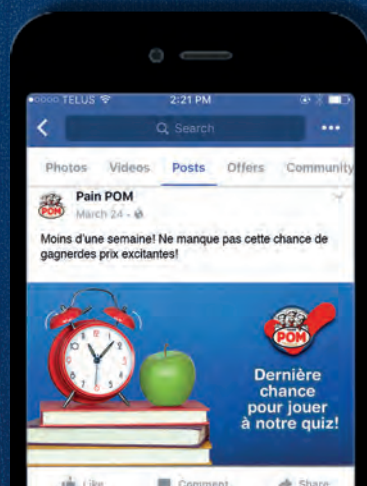 TELUS 2:21 PM
Search
Photos Videos Posts Offers Community
POM
Pain POM
March 24
Moins d'une semaine! Ne manque pas cette chance de
gagnerdes prix excitantes!
POM
Dernière
chance
pour jouer
à notre quiz!
Like Comment Share